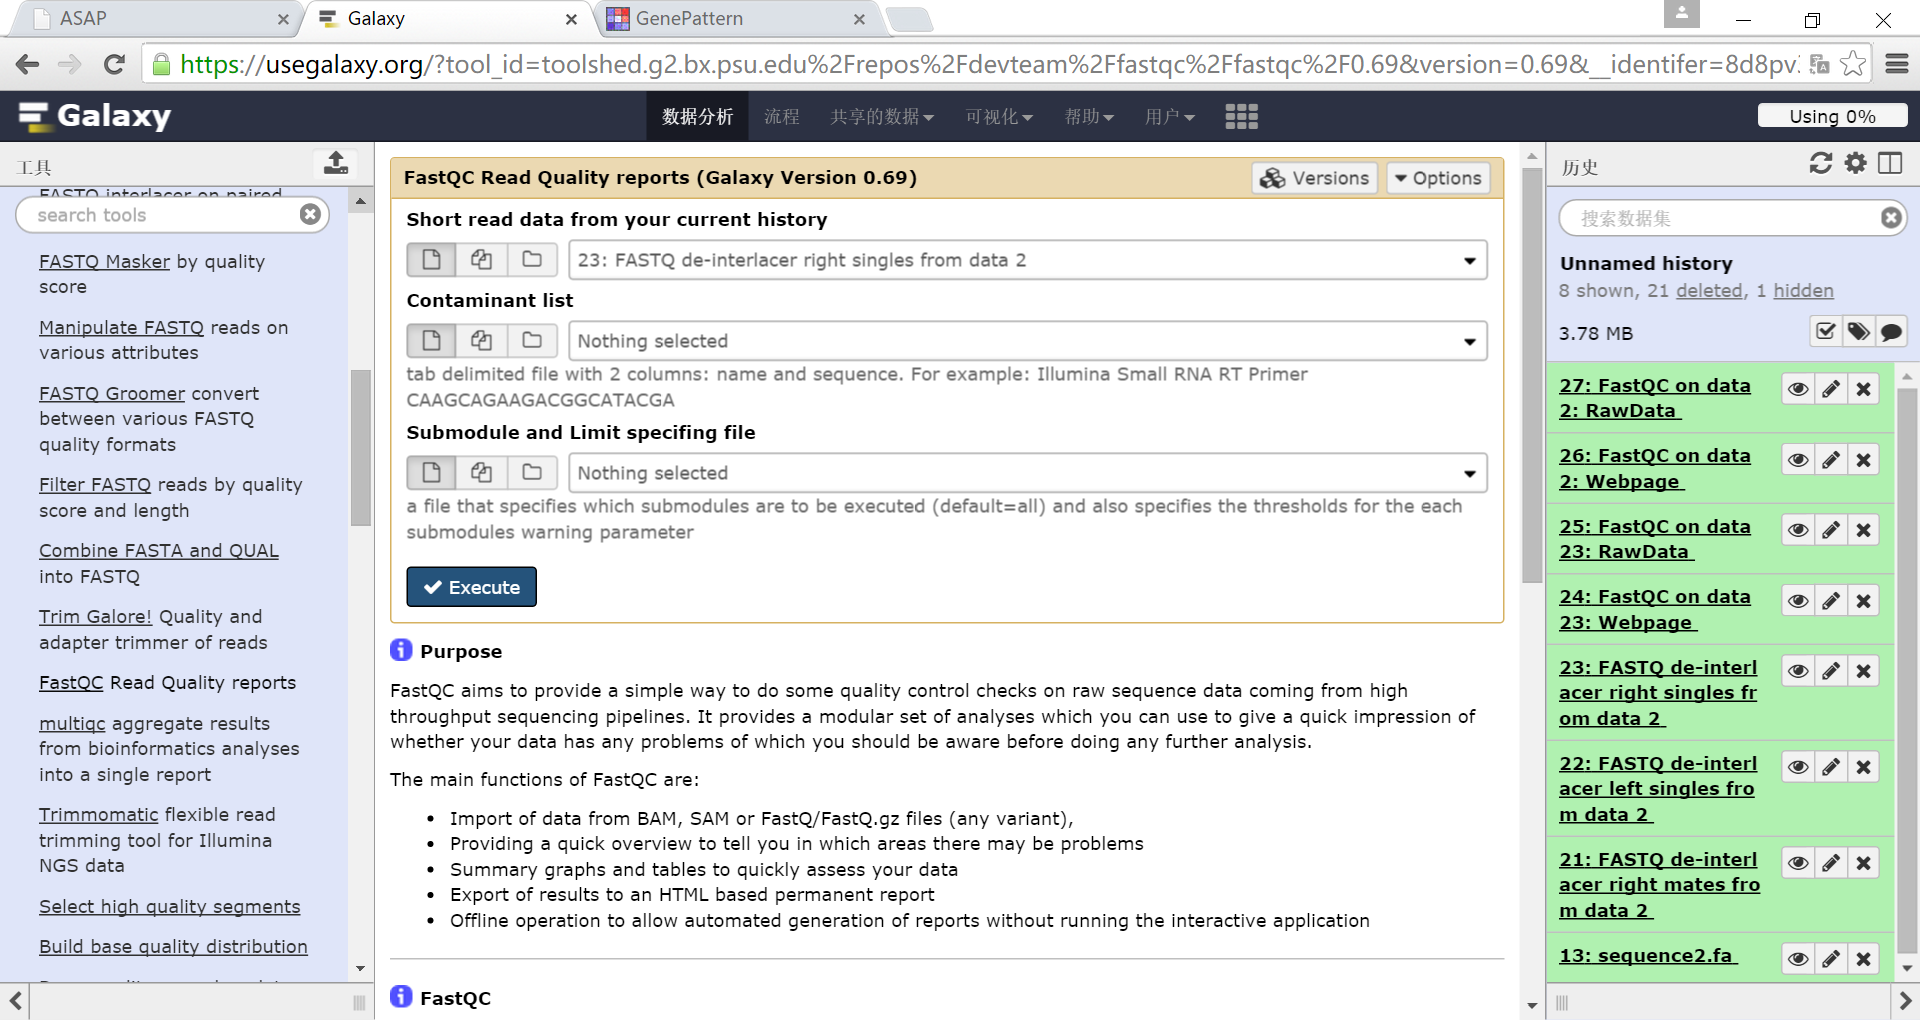 ASAP
Galaxy
GenePattern
https://usegalaxy.org/?tool_id=toolshed.g2.bx.psu.edu%2Frepos%2Fdevteam%2Ffastqc%2Ffastqc%2F0.69&version=0.69&__identifer=8d8pv
Galaxy
数据分析
流程
共享的数据
可视化
帮助
用户
Using 0%
工具
FASTQ interlacer on paired
search tools
FASTQ Masker by quality
score
Manipulate FASTQ reads on
various attributes
FASTQ Groomer convert
between various FASTQ
quality formats
Filter FASTQ reads by quality
score and length
Combine FASTA and QUAL
into FASTQ
Trim Galore! Quality and
adapter trimmer of reads
FastQC Read Quality reports
multiqc aggregate results
from bioinformatics analyses
into a single report
Trimmomatic flexible read
trimming tool for Illumina
NGS data
Select high quality segments
Build base quality distribution
FastQC Read Quality reports (Galaxy Version 0.69)
Versions
Options
Short read data from your current history
23: FASTQ de-interlacer right singles from data 2
Contaminant list
Nothing selected
tab delimited file with 2 columns: name and sequence. For example: Illumina Small RNA RT Primer
CAAGCAGAAGACGGCATACGA
Submodule and Limit specifing file
Nothing selected
a file that specifies which submodules are to be executed (default=all) and also specifies the thresholds for the each
submodules warning parameter
Execute
Purpose
FastQC aims to provide a simple way to do some quality control checks on raw sequence data coming from high
throughput sequencing pipelines. It provides a modular set of analyses which you can use to give a quick impression of
whether your data has any problems of which you should be aware before doing any further analysis.
The main functions of FastQC are:
• Import of data from BAM, SAM or FastQ/FastQ.gz files (any variant),
• Providing a quick overview to tell you in which areas there may be problems
• Summary graphs and tables to quickly assess your data
• Export of results to an HTML based permanent report
• Offline operation to allow automated generation of reports without running the interactive application
FastQC
历史
搜索数据集
Unnamed history
8 shown, 21 deleted, 1 hidden
3.78 MB
27: FastQC on data
2: RawData
26: FastQC on data
2: Webpage
25: FastQC on data
23: RawData
24: FastQC on data
23: Webpage
23: FASTQ de-interl
acer right singles fr
om data 2
22: FASTQ de-interl
acer left singles fro
m data 2
21: FASTQ de-interl
acer right mates fro
m data 2
13: sequence2.fa